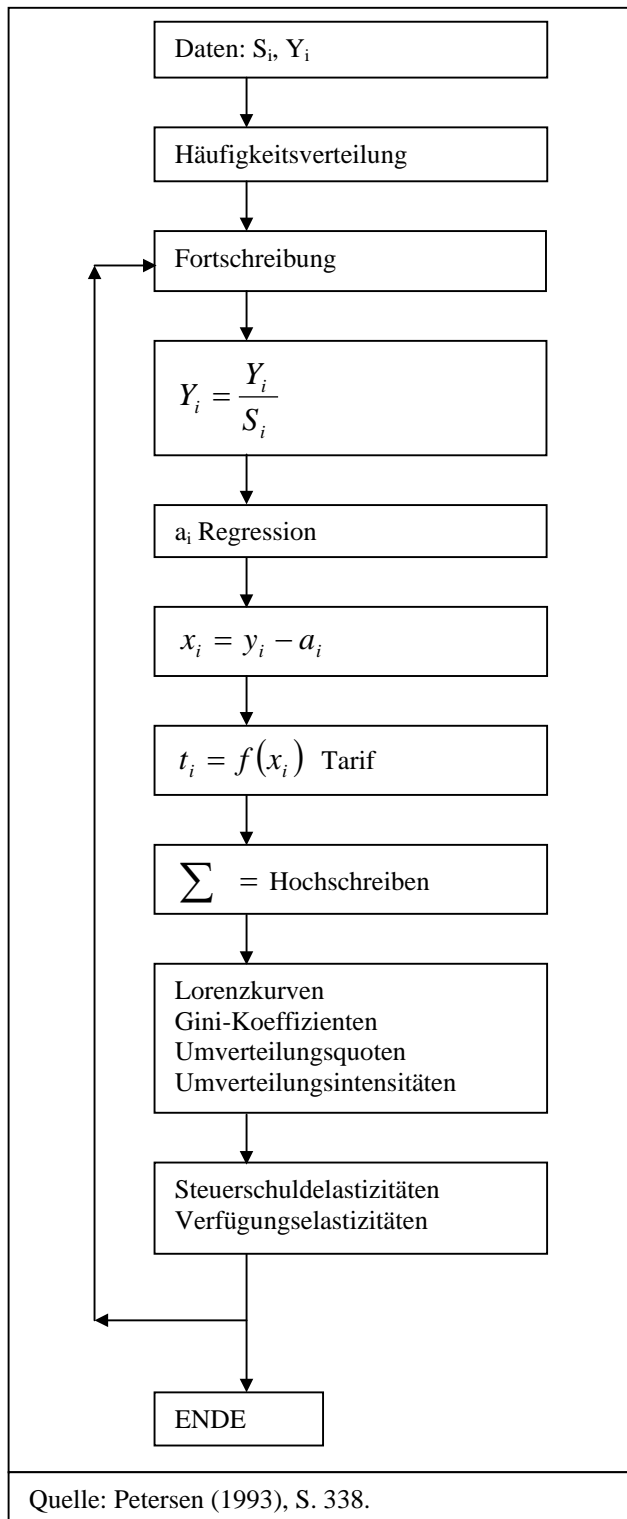 Daten: Sᵢ, Yᵢ
Häufigkeitsverteilung
Fortschreibung
Yᵢ = Yᵢ / Sᵢ
aᵢ Regression
xᵢ = yᵢ − aᵢ
tᵢ = f(xᵢ) Tarif
∑ = Hochschreiben
Lorenzkurven
Gini-Koeffizienten
Umverteilungsquoten
Umverteilungsintensitäten
Steuerschuldelastizitäten
Verfügungselastizitäten
ENDE
Quelle: Petersen (1993), S. 338.